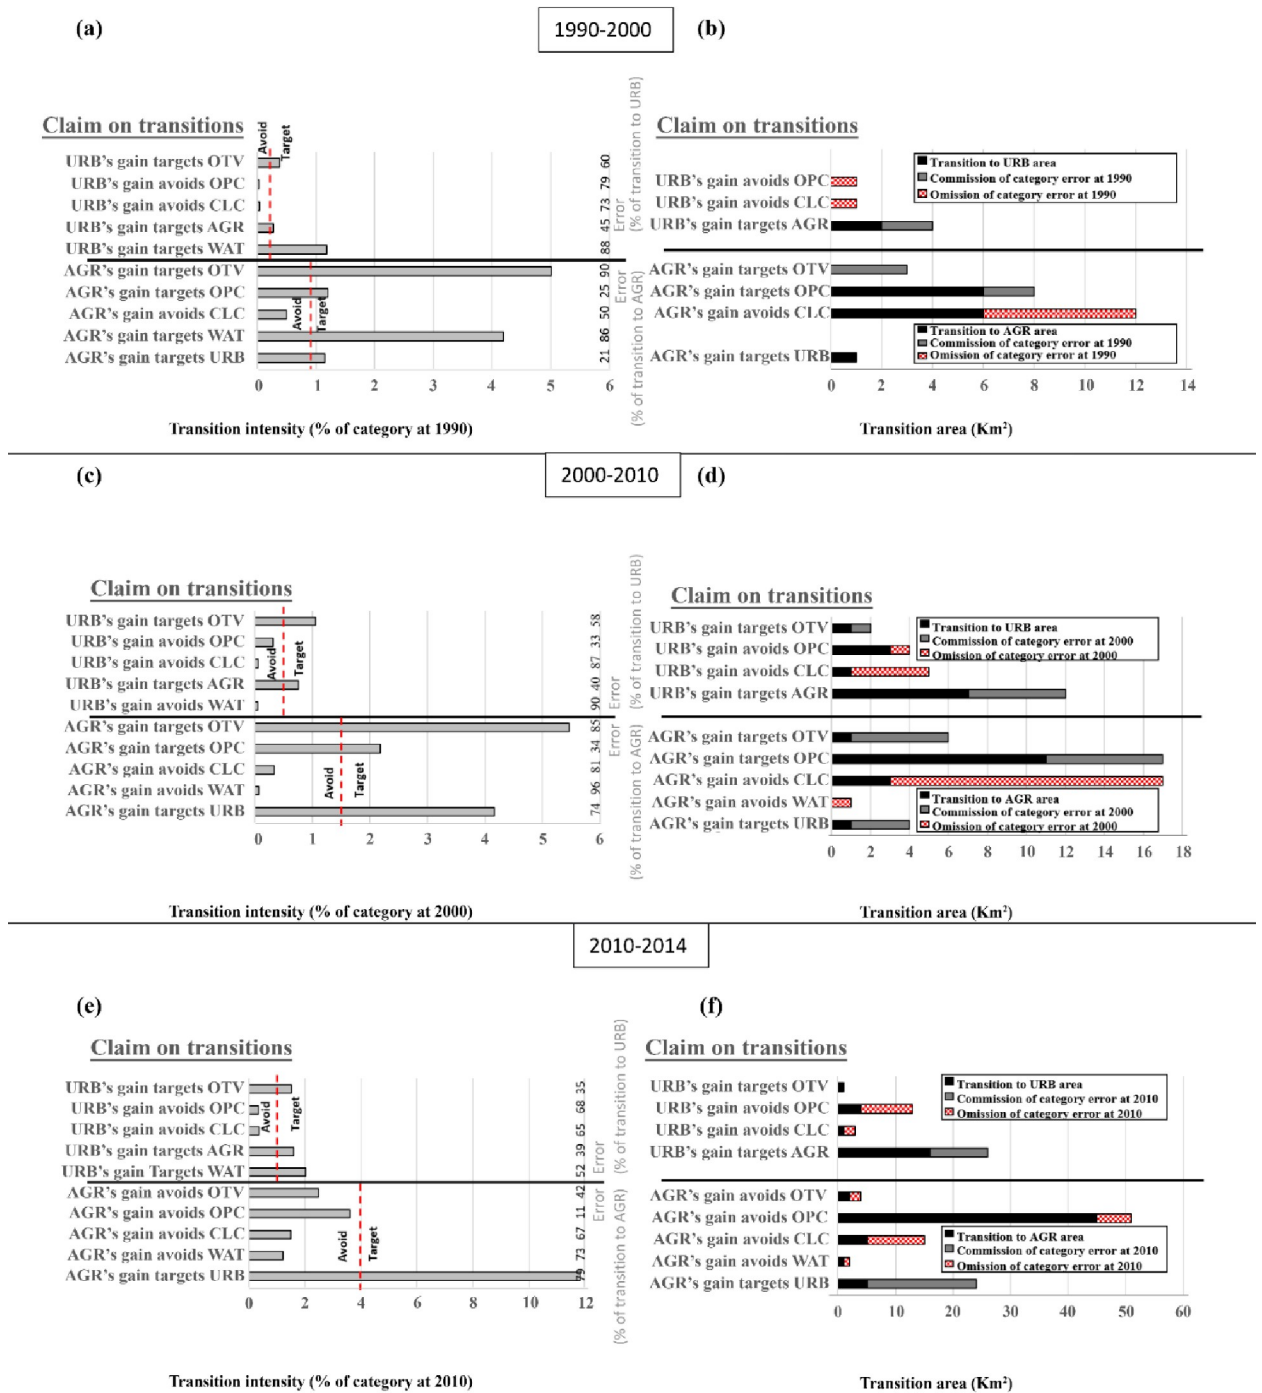 (a)
1990-2000
(b)
Claim on transitions
Avoid
Target
URB's gain targets OTV
URB's gain avoids OPC
URB's gain avoids CLC
URB's gain targets AGR
URB's gain targets WAT
AGR's gain targets OTV
AGR's gain targets OPC
AGR's gain avoids CLC
AGR's gain targets WAT
AGR's gain targets URB
Avoid
Target
60
79
73
45
88
90
25
50
86
21
Error
(% of transition to URB)
Error
(% of transition to AGR)
0 1 2 3 4 5 6
Transition intensity (% of category at 1990)
Claim on transitions
URB's gain avoids OPC
URB's gain avoids CLC
URB's gain targets AGR
Transition to URB area
Commission of category error at 1990
Omission of category error at 1990
AGR's gain targets OTV
AGR's gain targets OPC
AGR's gain avoids CLC
AGR's gain targets URB
Transition to AGR area
Commission of category error at 1990
Omission of category error at 1990
0 2 4 6 8 10 12 14
Transition area (Km²)
(c)
2000-2010
(d)
Claim on transitions
URB's gain targets OTV
URB's gain avoids OPC
URB's gain avoids CLC
URB's gain targets AGR
URB's gain avoids WAT
AGR's gain targets OTV
AGR's gain targets OPC
AGR's gain avoids CLC
AGR's gain avoids WAT
AGR's gain targets URB
Avoid
Target
Avoid
Target
58
33
87
40
90
85
34
81
96
74
Error
(% of transition to URB)
Error
(% of transition to AGR)
0 1 2 3 4 5 6
Transition intensity (% of category at 2000)
Claim on transitions
URB's gain targets OTV
URB's gain avoids OPC
URB's gain avoids CLC
URB's gain targets AGR
Transition to URB area
Commission of category error at 2000
Omission of category error at 2000
AGR's gain targets OTV
AGR's gain targets OPC
AGR's gain avoids CLC
AGR's gain avoids WAT
AGR's gain targets URB
Transition to AGR area
Commission of category error at 2000
Omission of category error at 2000
0 2 4 6 8 10 12 14 16 18
Transition area (Km²)
2010-2014
(e)
(f)
Claim on transitions
URB's gain targets OTV
URB's gain avoids OPC
URB's gain avoids CLC
URB's gain targets AGR
URB's gain Targets WAT
AGR's gain avoids OTV
AGR's gain avoids OPC
AGR's gain avoids CLC
AGR's gain avoids WAT
AGR's gain targets URB
Avoid
Target
Avoid
Target
35
68
65
39
52
42
11
67
73
79
Error
(% of transition to URB)
Error
(% of transition to AGR)
0 2 4 6 8 10 12
Transition intensity (% of category at 2010)
Claim on transitions
URB's gain targets OTV
URB's gain avoids OPC
URB's gain avoids CLC
URB's gain targets AGR
Transition to URB area
Commission of category error at 2010
Omission of category error at 2010
AGR's gain avoids OTV
AGR's gain avoids OPC
AGR's gain avoids CLC
AGR's gain avoids WAT
AGR's gain targets URB
Transition to AGR area
Commission of category error at 2010
Omission of category error at 2010
0 10 20 30 40 50 60
Transition area (Km²)